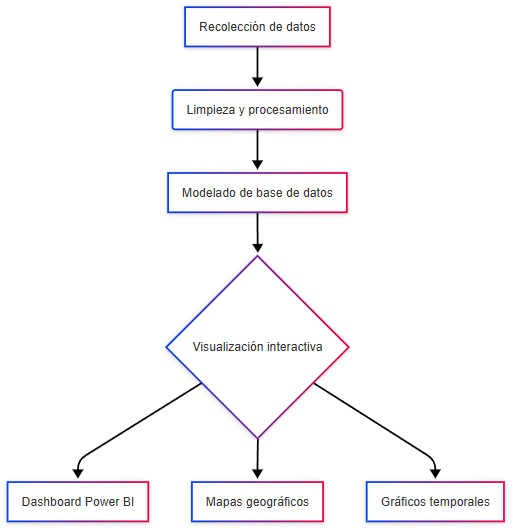 Recolección de datos
Limpieza y procesamiento
Modelado de base de datos
Visualización interactiva
Dashboard Power BI
Mapas geográficos
Gráficos temporales